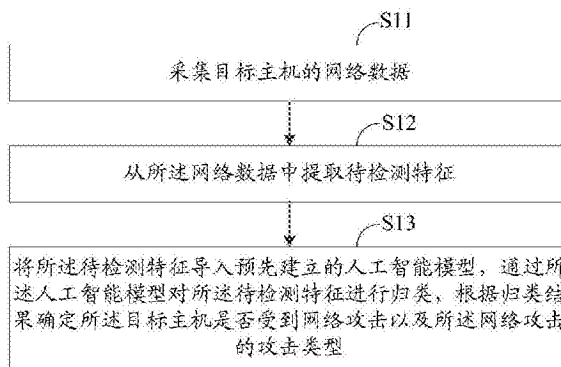 S11
采集目标主机的网络数据
S12
从所述网络数据中提取待检测特征
S13
将所述待检测特征导入预先建立的人工智能模型，通过所
述人工智能模型对所述待检测特征进行归类，根据归类结
果确定所述目标主机是否受到网络攻击以及所述网络攻击
的攻击类型